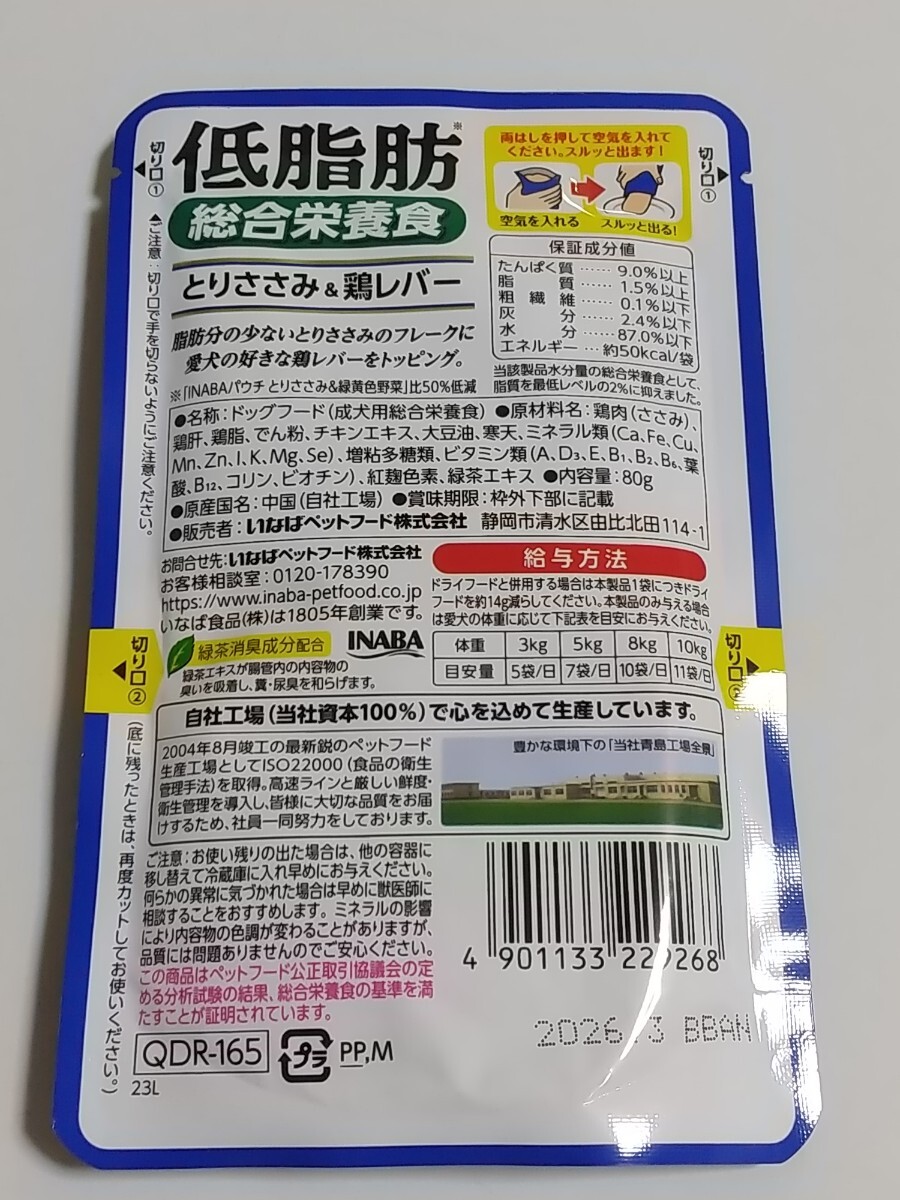 低脂肪※
総合栄養食
とりささみ&鶏レバー
脂肪分の少ないとりささみのフレークに
愛犬の好きな鶏レバーをトッピング。
※「INABAパウチ とりささみ&緑黄色野菜」比50%低減
両はしを押して空気を入れて
ください。スルッと出ます!
空気を入れる スルッと出る!
保証成分値
たんぱく質 …… 9.0%以上
脂質 …… 1.5%以上
粗繊維 …… 0.1%以下
灰分 …… 2.4%以下
水分 …… 87.0%以下
エネルギー … 約50kcal/袋
当該製品水分量の総合栄養食として、
脂質を最低レベルの2%に抑えました。
●名称:ドッグフード(成犬用総合栄養食) ●原材料名:鶏肉(ささみ)、
鶏肝、鶏脂、でん粉、チキンエキス、大豆油、寒天、ミネラル類(Ca、Fe、Cu、
Mn、Zn、I、K、Mg、Se)、増粘多糖類、ビタミン類(A、D₃、E、B₁、B₂、B₆、葉
酸、B₁₂、コリン、ビオチン)、紅麹色素、緑茶エキス ●内容量:80g
●原産国名:中国(自社工場) ●賞味期限:枠外下部に記載
●販売者:いなばペットフード株式会社 静岡市清水区由比北田114-1
お問合せ先:いなばペットフード株式会社
お客様相談室:0120-178390
https://www.inaba-petfood.co.jp
いなば食品(株)は1805年創業です。
緑茶消臭成分配合 INABA
緑茶エキスが腸管内の内容物の
臭いを吸着し、糞・尿臭を和らげます。
給与方法
ドライフードと併用する場合は本製品1袋につきドライ
フードを約14g減らしてください。本製品のみ与える場合
は愛犬の体重に応じて下記表を目安にお与えください。
体重 3kg 5kg 8kg 10kg
目安量 5袋/日 7袋/日 10袋/日 11袋/日
自社工場(当社資本100%)で心を込めて生産しています。
2004年8月竣工の最新鋭のペットフード
生産工場としてISO22000(食品の衛生
管理手法)を取得。高速ラインと厳しい鮮度・
衛生管理を導入し、皆様に大切な品質をお届
けするため、社員一同努力をしております。
豊かな環境下の「当社青島工場全景」
ご注意:お使い残りの出た場合は、他の容器に
移し替えて冷蔵庫に入れ早めにお与えください。
何らかの異常に気づかれた場合は早めに獣医師に
相談することをおすすめします。ミネラルの影響
により内容物の色調が変わることがありますが、
品質には問題ありませんのでご安心ください。
この商品はペットフード公正取引協議会の定
める分析試験の結果、総合栄養食の基準を満
たすことが証明されています。
4 901133 229268
2026.3 BBAN
QDR-165 プラ PP,M
23L
切り口①
▲ご注意:切り口で手を切らないようにご注意ください。
切り口②
(底に残ったときは、再度カットしてお使いください。)
切り口①
切り口②